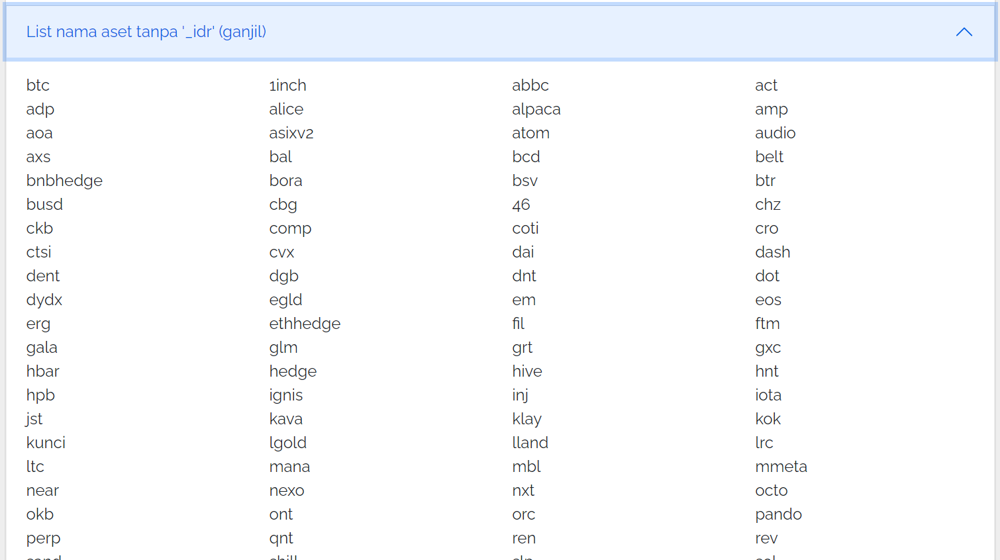 List nama aset tanpa '_idr' (ganjil)
btc 1inch abbc act
adp alice alpaca amp
aoa asixv2 atom audio
axs bal bcd belt
bnbhedge bora bsv btr
busd cbg 46 chz
ckb comp coti cro
ctsi cvx dai dash
dent dgb dnt dot
dydx egld em eos
erg ethhedge fil ftm
gala glm grt gxc
hbar hedge hive hnt
hpb ignis inj iota
jst kava klay kok
kunci lgold lland lrc
ltc mana mbl mmeta
near nexo nxt octo
okb ont orc pando
perp qnt ren rev